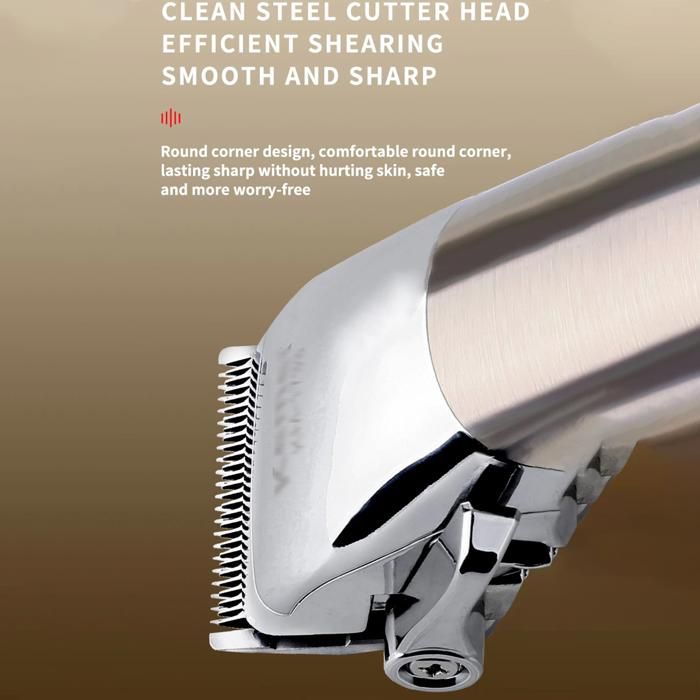 CLEAN STEEL CUTTER HEAD
EFFICIENT SHEARING
SMOOTH AND SHARP
Round corner design, comfortable round corner,
lasting sharp without hurting skin, safe
and more worry-free